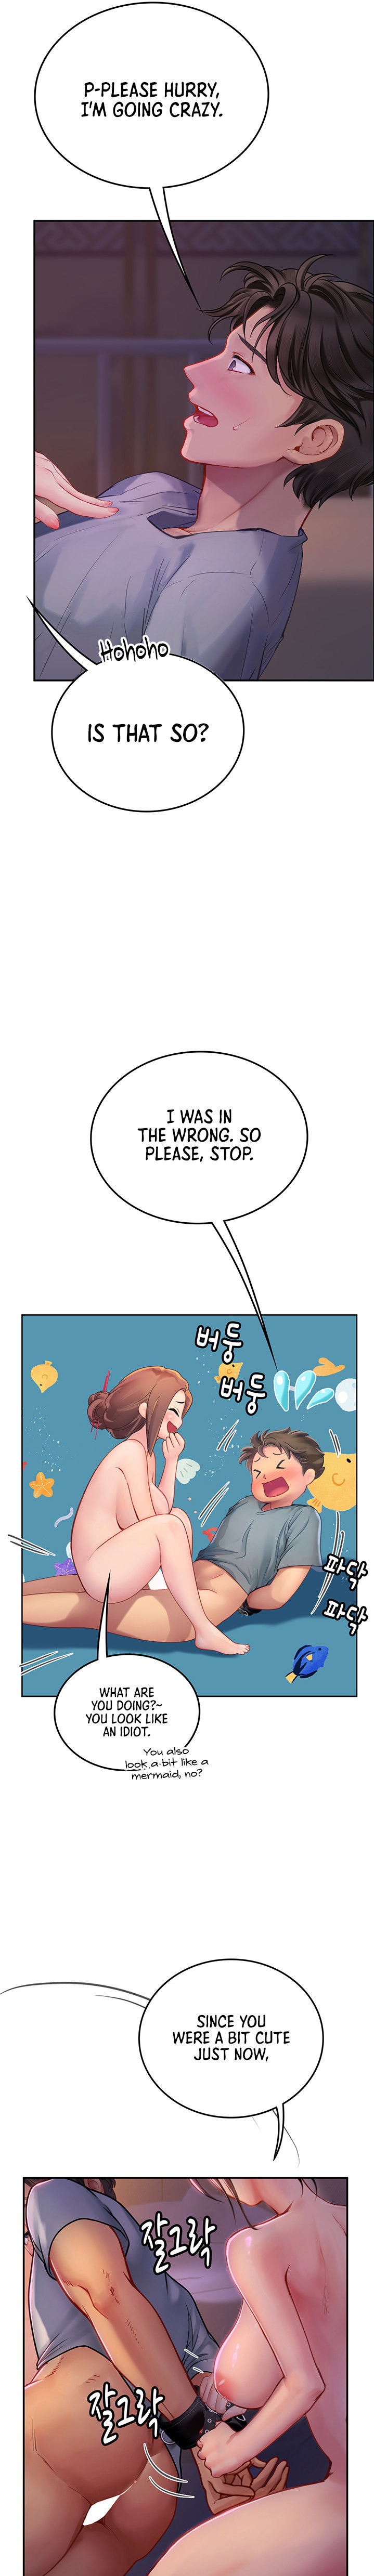 P-PLEASE HURRY,
I'M GOING CRAZY.
Hohoho
IS THAT SO?
I WAS IN
THE WRONG. SO
PLEASE, STOP.
버둥
버둥
파닥
파닥
WHAT ARE
YOU DOING?~
YOU LOOK LIKE
AN IDIOT.
You also
look a bit like a
mermaid, no?
SINCE YOU
WERE A BIT CUTE
JUST NOW,
잘그락
잘그락